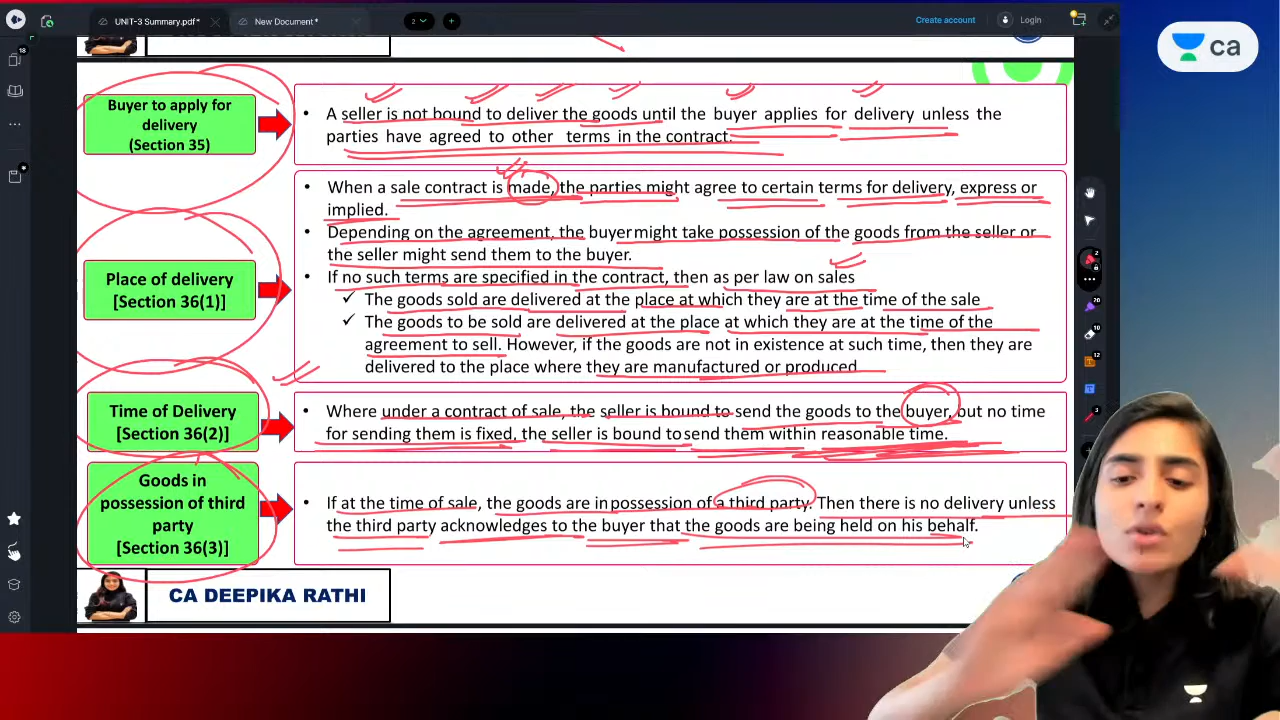 UNIT-3 Summary.pdf*
New Document*
2
Create account
Login
ca
18
Buyer to apply for
delivery
(Section 35)
• A seller is not bound to deliver the goods until the buyer applies for delivery unless the
parties have agreed to other terms in the contract.
Place of delivery
[Section 36(1)]
• When a sale contract is made, the parties might agree to certain terms for delivery, express or
implied.
• Depending on the agreement, the buyer might take possession of the goods from the seller or
the seller might send them to the buyer.
• If no such terms are specified in the contract, then as per law on sales
✓ The goods sold are delivered at the place at which they are at the time of the sale
✓ The goods to be sold are delivered at the place at which they are at the time of the
agreement to sell. However, if the goods are not in existence at such time, then they are
delivered to the place where they are manufactured or produced
Time of Delivery
[Section 36(2)]
• Where under a contract of sale, the seller is bound to send the goods to the buyer, but no time
for sending them is fixed, the seller is bound to send them within reasonable time.
Goods in
possession of third
party
[Section 36(3)]
• If at the time of sale, the goods are in possession of a third party. Then there is no delivery unless
the third party acknowledges to the buyer that the goods are being held on his behalf.
CA DEEPIKA RATHI
2
20
10
12
3